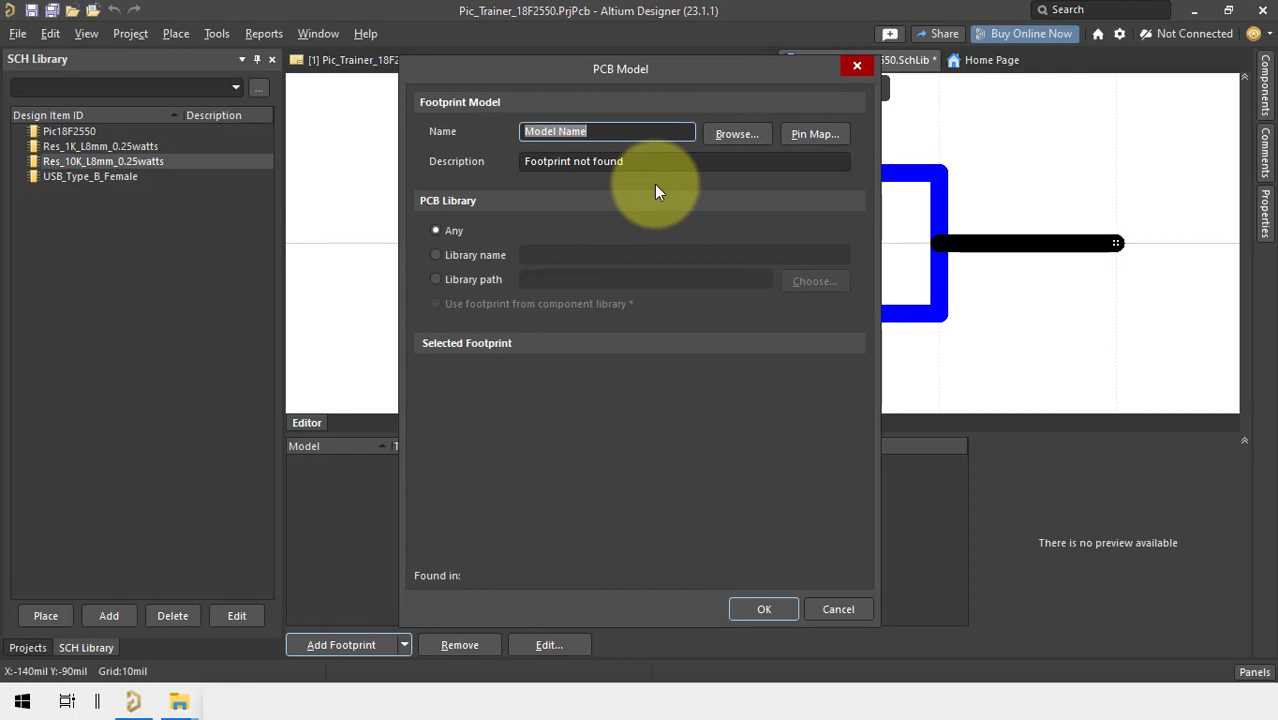 Pic_Trainer_18F2550.PrjPcb - Altium Designer (23.1.1)
Search
File Edit View Project Place Tools Reports Window Help
Share
Buy Online Now
Not Connected
SCH Library
[1] Pic_Trainer_18F2
550.SchLib *
Home Page
...
Design Item ID Description
Pic18F2550
Res_1K_L8mm_0.25watts
Res_10K_L8mm_0.25watts
USB_Type_B_Female
PCB Model
Footprint Model
Name Model Name Browse... Pin Map...
Description Footprint not found
PCB Library
Any
Library name
Library path Choose...
Use footprint from component library *
Selected Footprint
Found in:
OK Cancel
Components
Comments
Properties
Editor
Model T
There is no preview available
Place Add Delete Edit
Add Footprint Remove Edit...
Projects SCH Library
X:-140mil Y:-90mil Grid:10mil
Panels